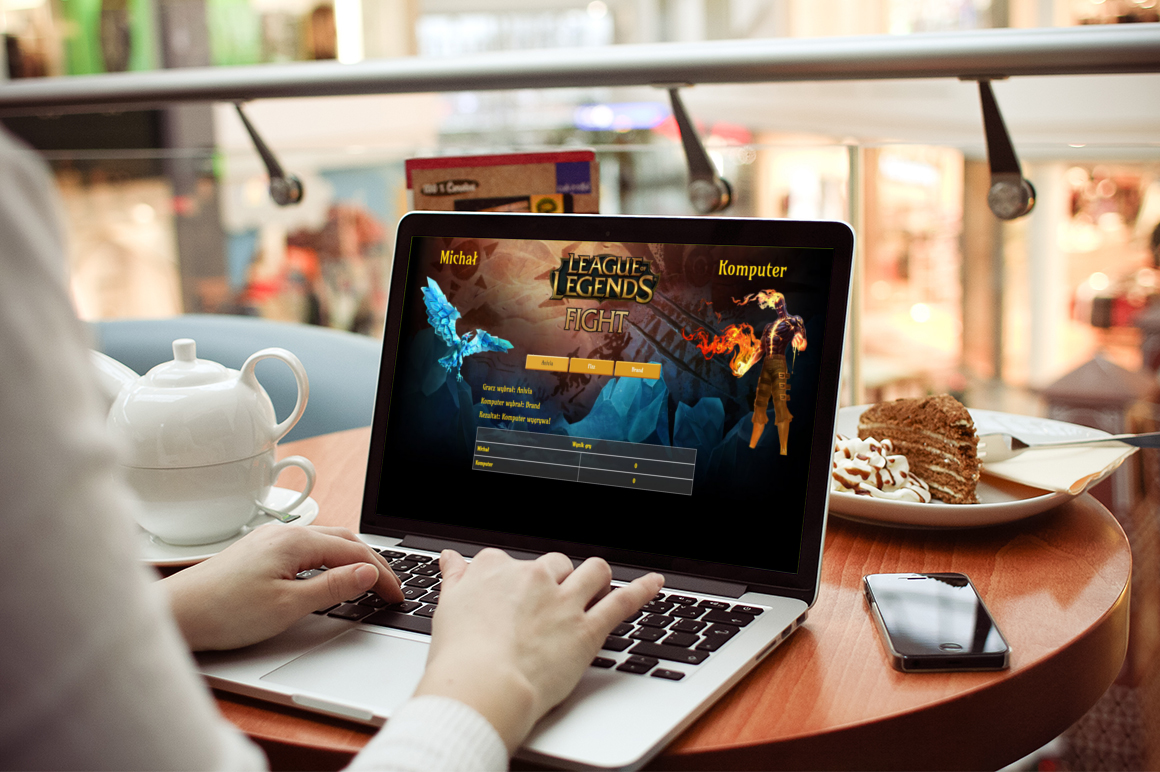 Michał
LEAGUE OF
LEGENDS
Komputer
FIGHT
Anivia
Fizz
Brand
Gracz wybrał: Anivia
Komputer wybrał: Brand
Rezultat: Komputer wygrywa!
Wynik gry
Michał 0
Komputer 0